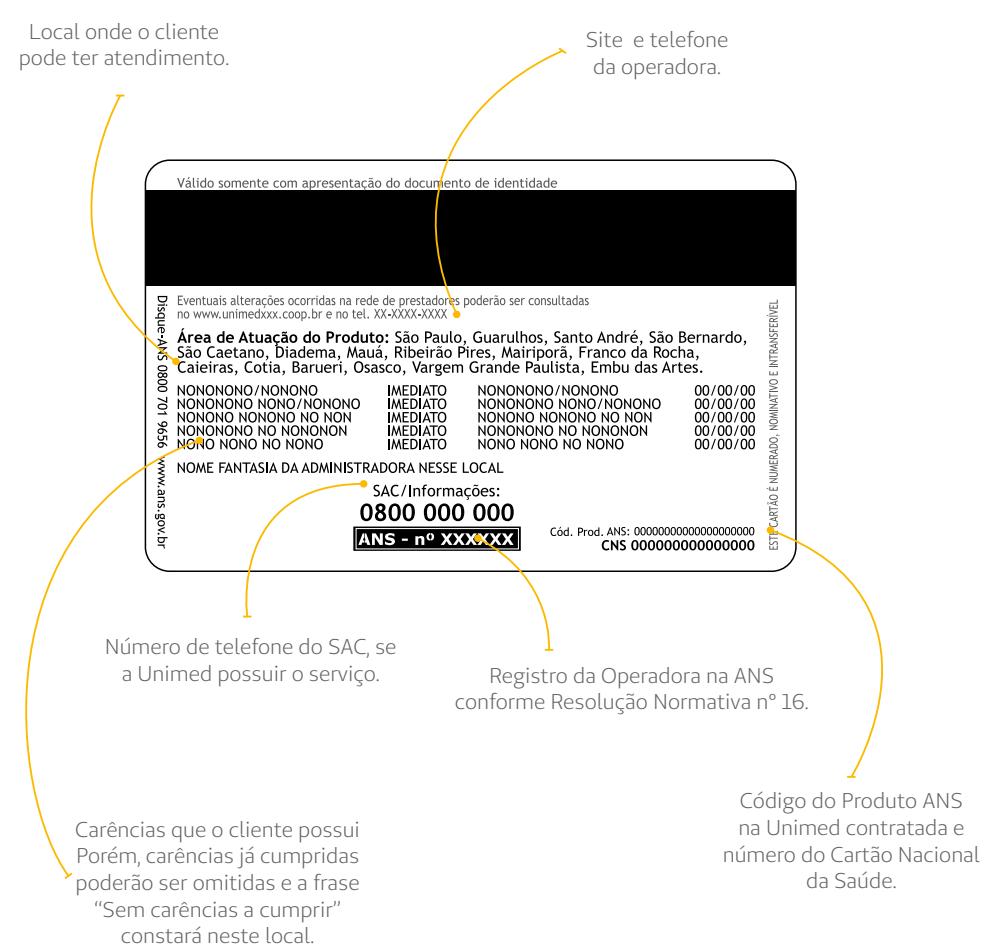 Local onde o cliente
pode ter atendimento.
Site e telefone
da operadora.
Válido somente com apresentação do documento de identidade
Disque-ANS 0800 701 9656 www.ans.gov.br
Eventuais alterações ocorridas na rede de prestadores poderão ser consultadas
no www.unimedxxx.coop.br e no tel. XX-XXXX-XXXX
Área de Atuação do Produto: São Paulo, Guarulhos, Santo André, São Bernardo,
São Caetano, Diadema, Mauá, Ribeirão Pires, Mairiporã, Franco da Rocha,
Caieiras, Cotia, Barueri, Osasco, Vargem Grande Paulista, Embu das Artes.
NONONONO/NONONO IMEDIATO NONONONO/NONONO 00/00/00
NONONONO NONO/NONONO IMEDIATO NONONONO NONO/NONONO 00/00/00
NONONO NONONO NO NON IMEDIATO NONONO NONONO NO NON 00/00/00
NONONONO NO NONONON IMEDIATO NONONONO NO NONONON 00/00/00
NONO NONO NO NONO IMEDIATO NONO NONO NO NONO 00/00/00
NOME FANTASIA DA ADMINISTRADORA NESSE LOCAL
SAC/Informações:
0800 000 000
ANS - nº XXXXXX
Cód. Prod. ANS: 00000000000000000000
CNS 000000000000000
ESTE CARTÃO É NUMERADO, NOMINATIVO E INTRANSFERÍVEL
Número de telefone do SAC, se
a Unimed possuir o serviço.
Registro da Operadora na ANS
conforme Resolução Normativa nº 16.
Código do Produto ANS
na Unimed contratada e
número do Cartão Nacional
da Saúde.
Carências que o cliente possui
Porém, carências já cumpridas
poderão ser omitidas e a frase
“Sem carências a cumprir”
constará neste local.